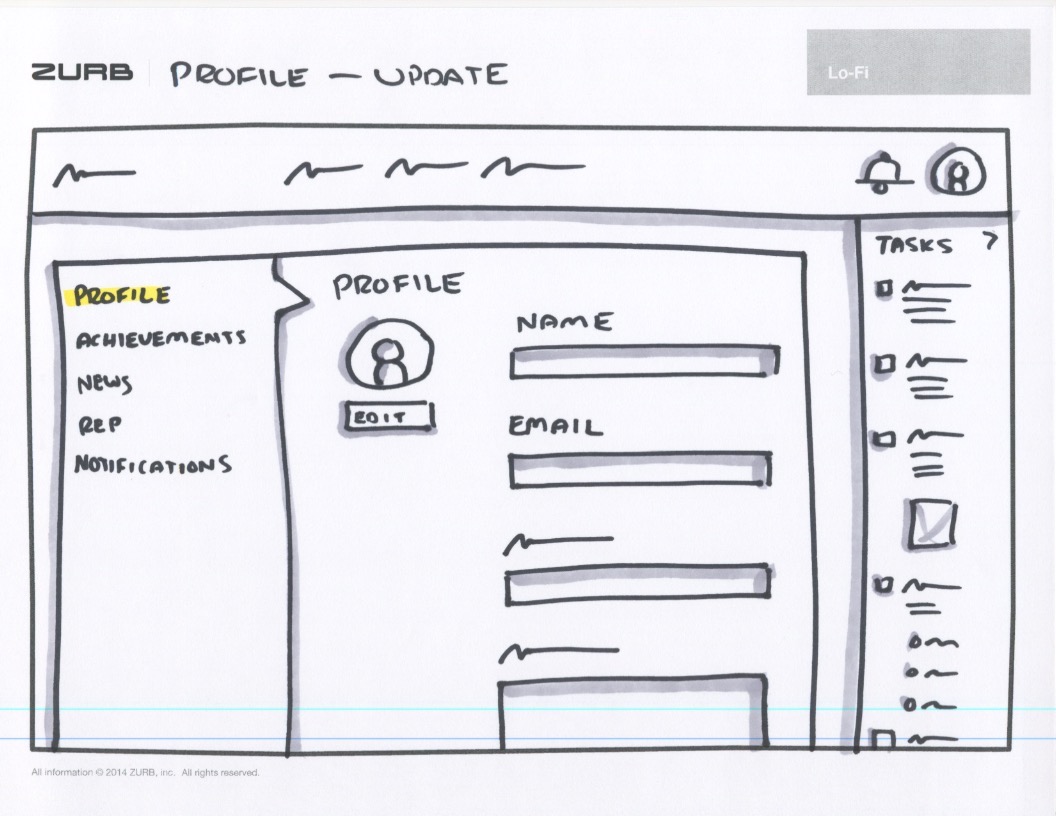 ZURB PROFILE — UPDATE
Lo-Fi
TASKS >
PROFILE
ACHIEVEMENTS
NEWS
REP
NOTIFICATIONS
PROFILE
EDIT
NAME
EMAIL
All information © 2014 ZURB, inc. All rights reserved.